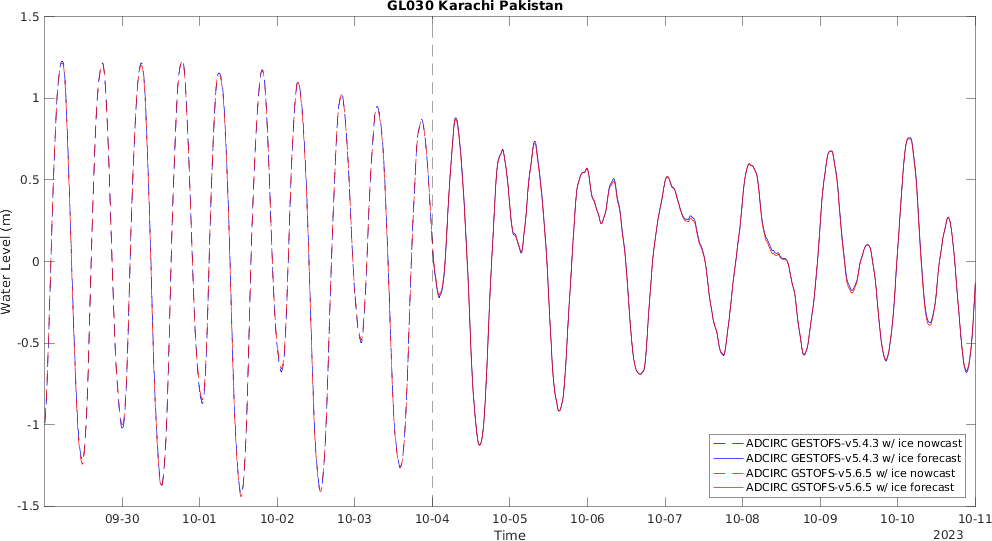 GL030 Karachi Pakistan
1.5
1
0.5
0
-0.5
-1
-1.5
Water Level (m)
ADCIRC GESTOFS-v5.4.3 w/ ice nowcast
ADCIRC GESTOFS-v5.4.3 w/ ice forecast
ADCIRC GSTOFS-v5.6.5 w/ ice nowcast
ADCIRC GSTOFS-v5.6.5 w/ ice forecast
09-30 10-01 10-02 10-03 10-04 10-05 10-06 10-07 10-08 10-09 10-10 10-11
Time
2023